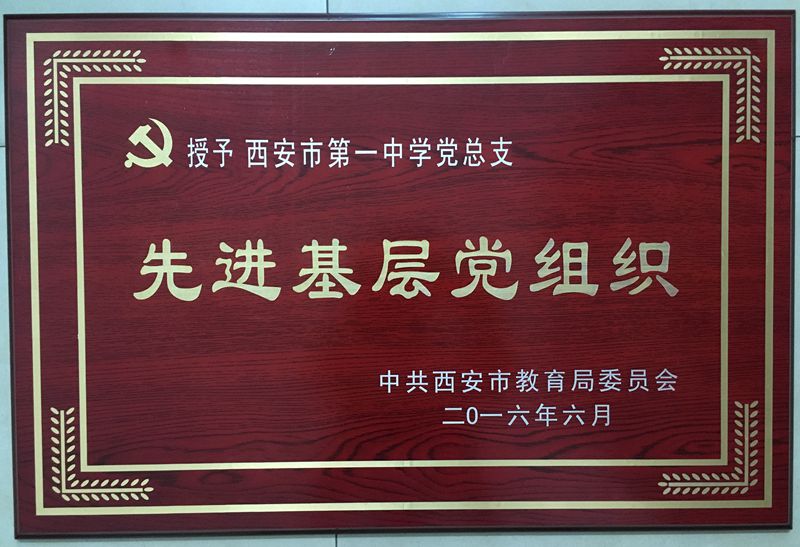 授予 西安市第一中学党总支
先进基层党组织
中共西安市教育局委员会
二0一六年六月